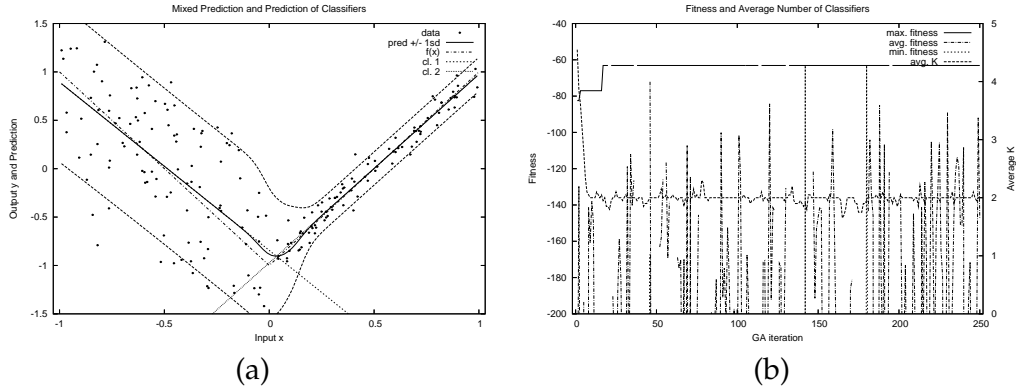 Mixed Prediction and Prediction of Classifiers
1.5
1
0.5
0
-0.5
-1
-1.5
Output y and Prediction
-1
-0.5
0
0.5
1
Input x
data
pred +/- 1sd
f(x)
cl. 1
cl. 2
(a)
Fitness and Average Number of Classifiers
-40
-60
-80
-100
-120
-140
-160
-180
-200
Fitness
0
50
100
150
200
250
GA iteration
max. fitness
avg. fitness
min. fitness
avg. K
5
4
3
2
1
0
Average K
(b)